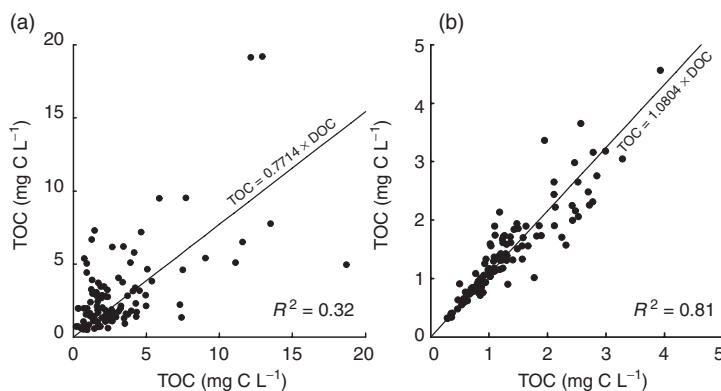 (a)
20
15
10
5
0
TOC (mg C L⁻¹)
TOC = 0.7714 × DOC
R² = 0.32
0 5 10 15 20
TOC (mg C L⁻¹)
(b)
5
4
3
2
1
0
TOC (mg C L⁻¹)
TOC = 1.0804 × DOC
R² = 0.81
0 1 2 3 4 5
TOC (mg C L⁻¹)